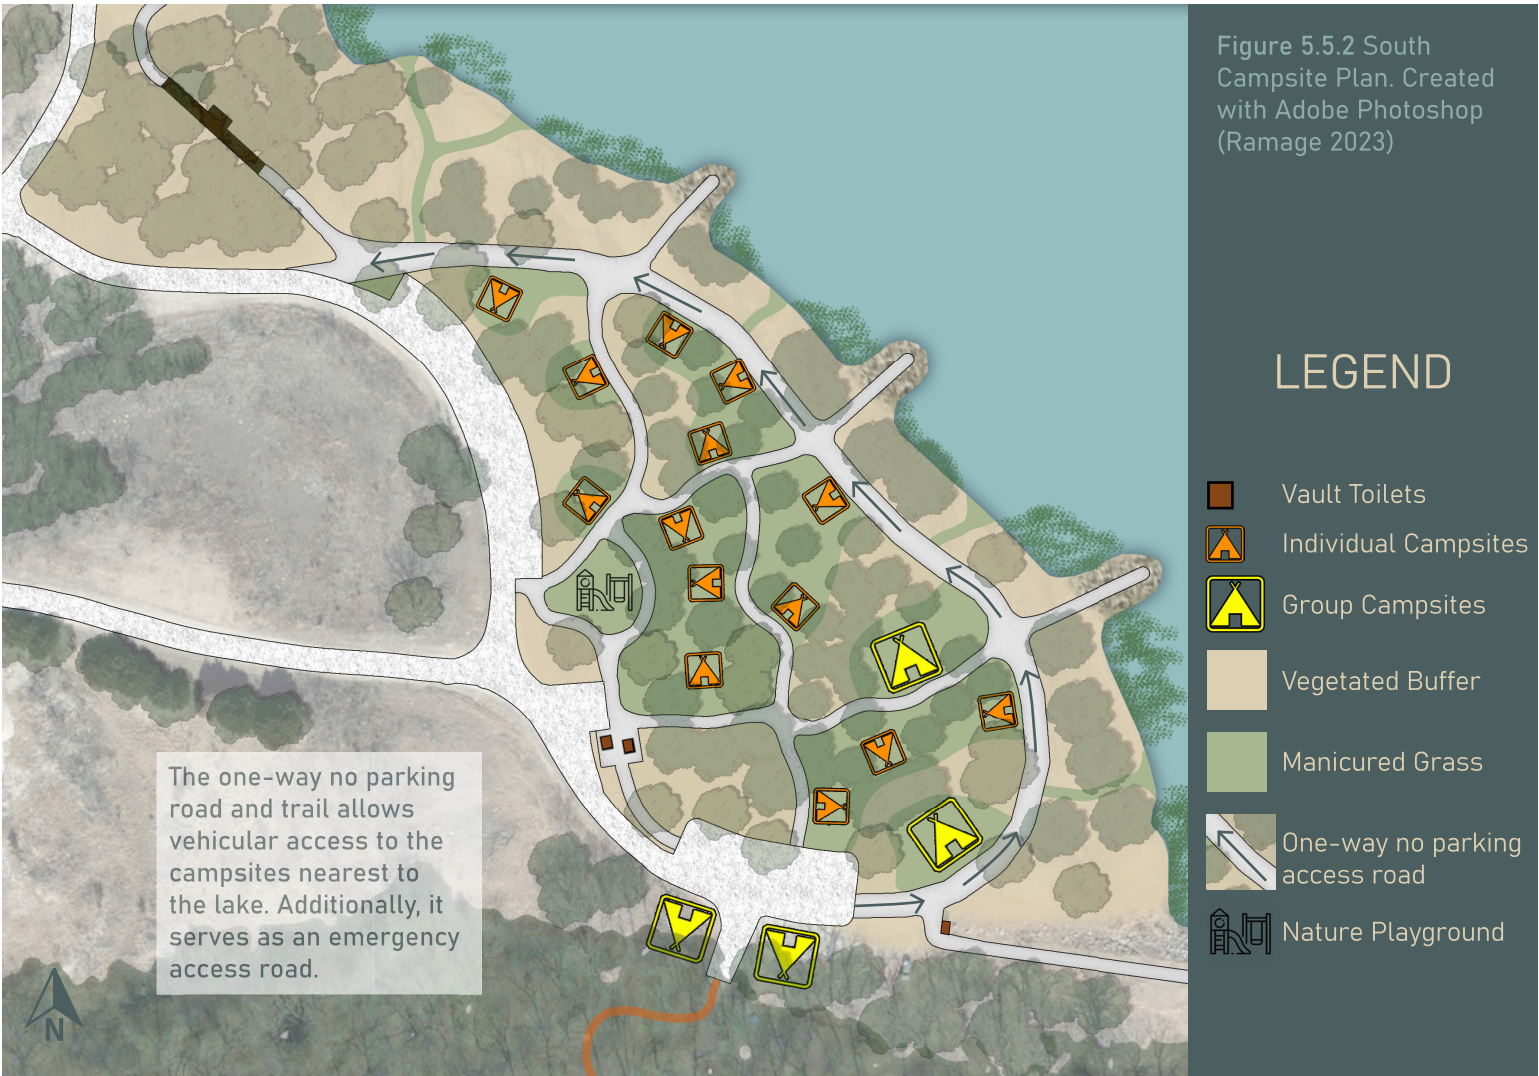 Figure 5.5.2 South
Campsite Plan. Created
with Adobe Photoshop
(Ramage 2023)
LEGEND
Vault Toilets
Individual Campsites
Group Campsites
Vegetated Buffer
Manicured Grass
One-way no parking
access road
Nature Playground
The one-way no parking
road and trail allows
vehicular access to the
campsites nearest to
the lake. Additionally, it
serves as an emergency
access road.
N